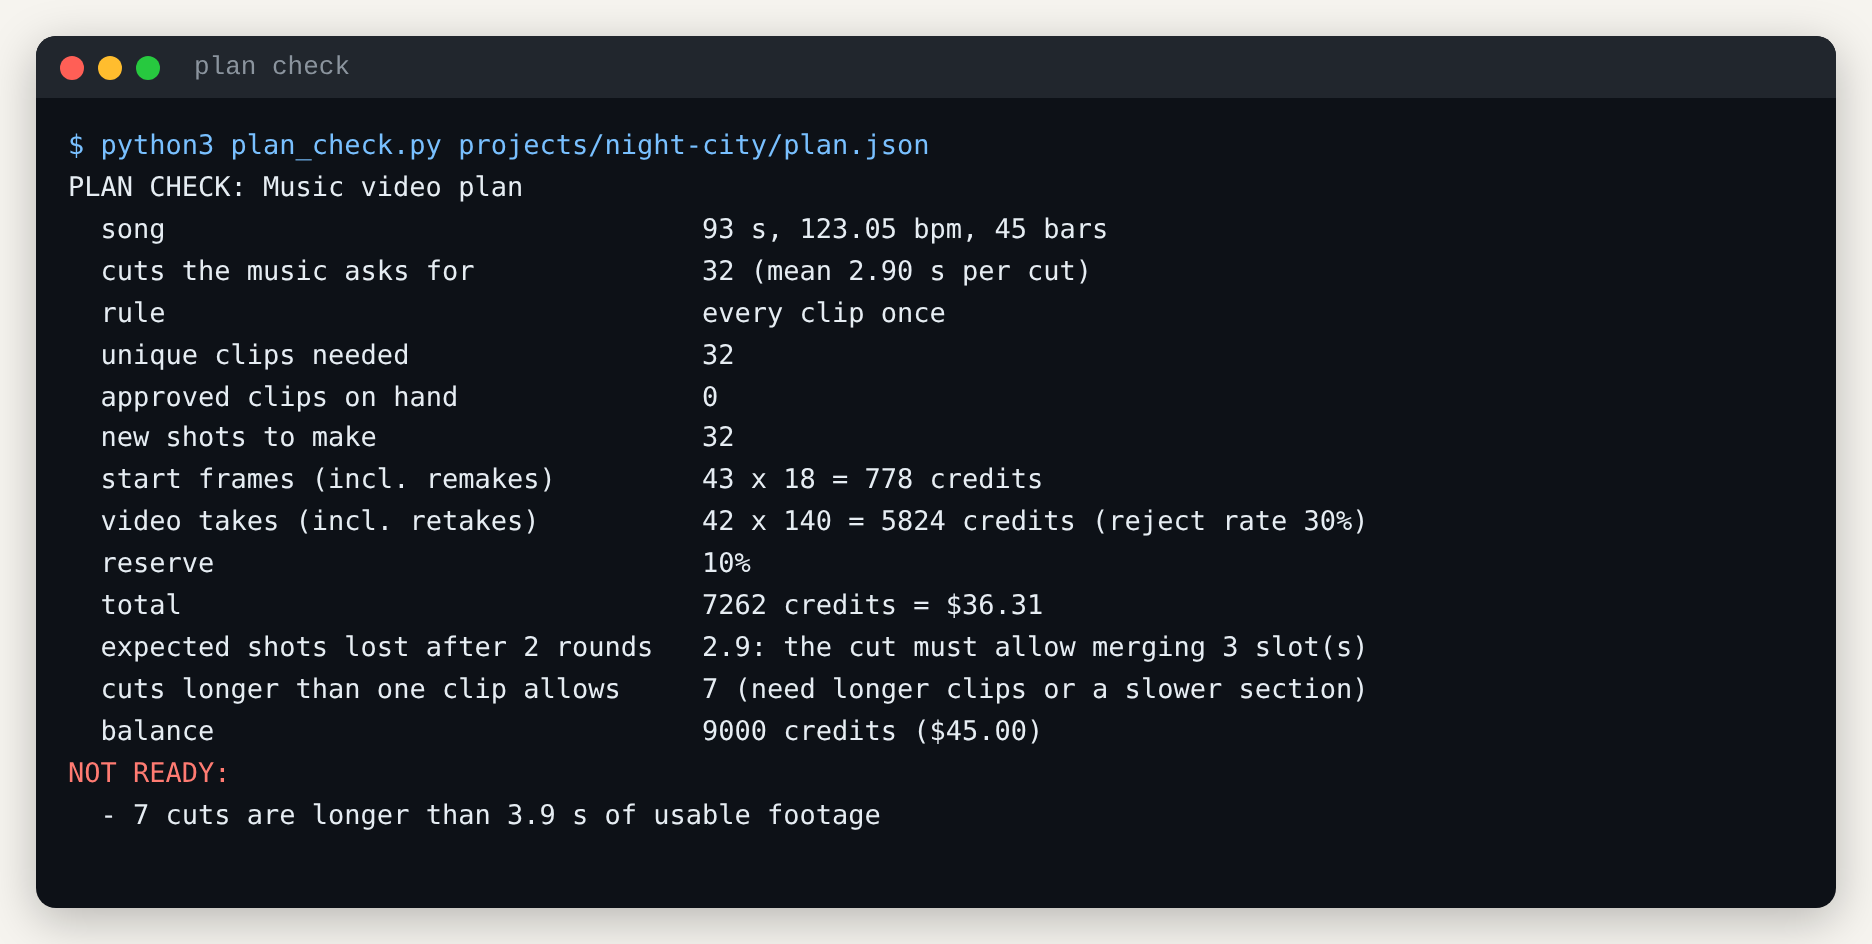 plan check
$ python3 plan_check.py projects/night-city/plan.json
PLAN CHECK: Music video plan
song 93 s, 123.05 bpm, 45 bars
cuts the music asks for 32 (mean 2.90 s per cut)
rule every clip once
unique clips needed 32
approved clips on hand 0
new shots to make 32
start frames (incl. remakes) 43 x 18 = 778 credits
video takes (incl. retakes) 42 x 140 = 5824 credits (reject rate 30%)
reserve 10%
total 7262 credits = $36.31
expected shots lost after 2 rounds 2.9: the cut must allow merging 3 slot(s)
cuts longer than one clip allows 7 (need longer clips or a slower section)
balance 9000 credits ($45.00)
NOT READY:
- 7 cuts are longer than 3.9 s of usable footage